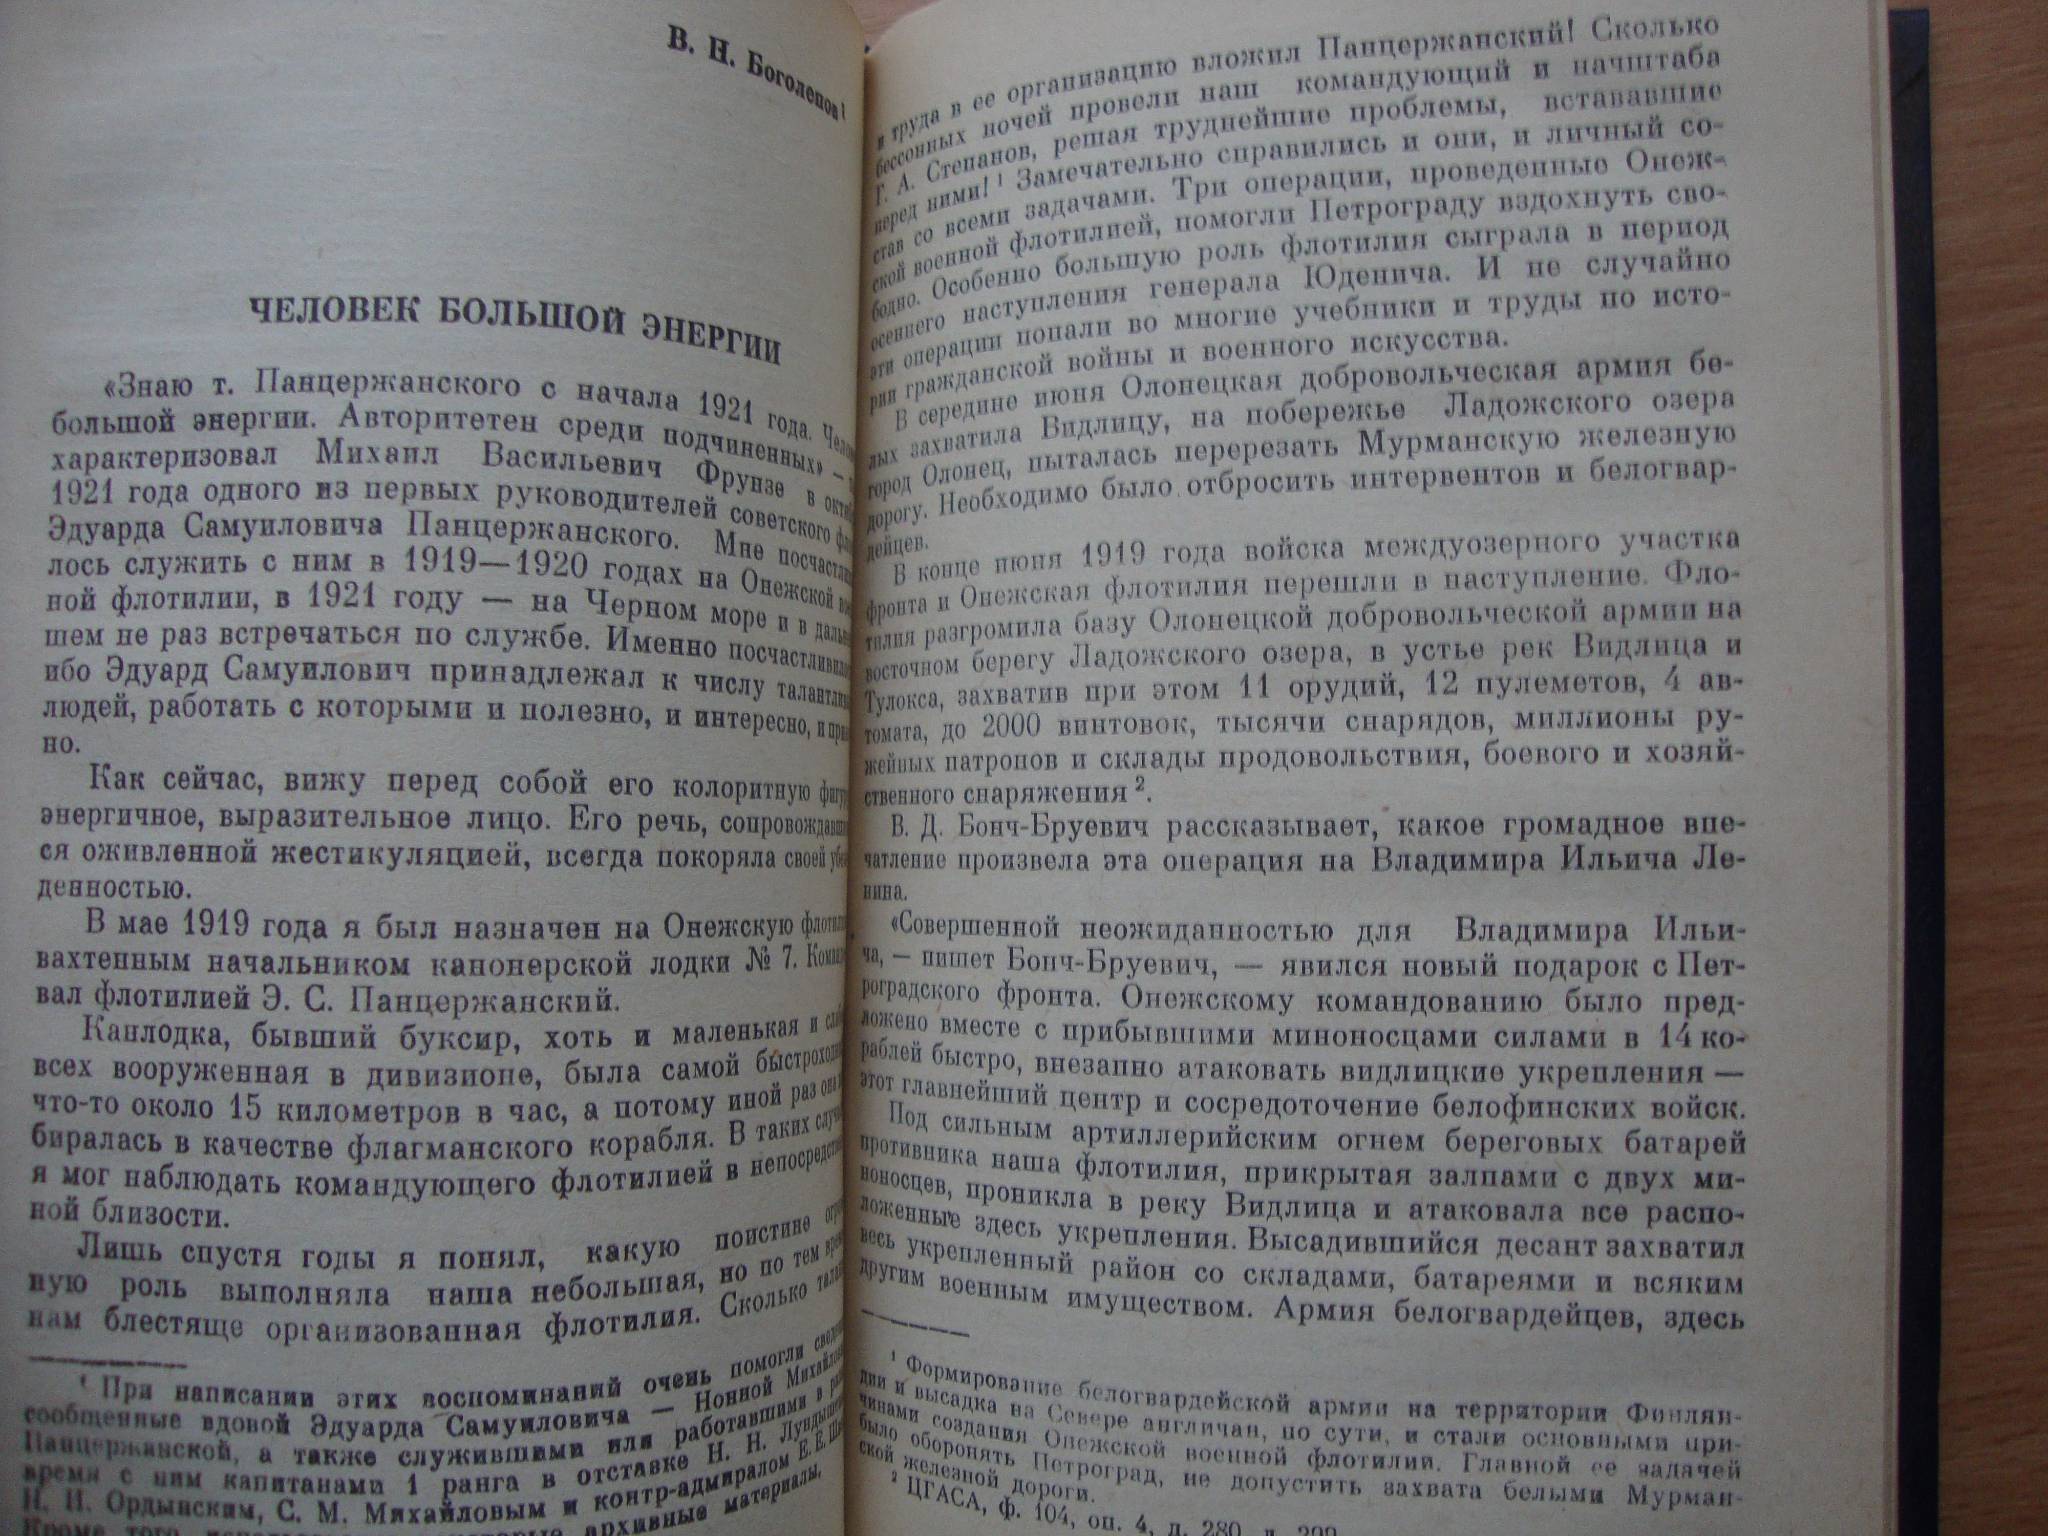 В. Н. Боголепов ¹
ЧЕЛОВЕК БОЛЬШОЙ ЭНЕРГИИ
«Знаю т. Панцержанского с начала 1921 года.
большой энергии. Авторитетен среди подчиненных» —
характеризовал Михаил Васильевич Фрунзе в
1921 года одного из первых руководителей советского
Эдуарда Самуиловича Панцержанского. Мне
лось служить с ним в 1919—1920 годах на Онежской
ной флотилии, в 1921 году — на Черном море и в
шем не раз встречаться по службе. Именно
ибо Эдуард Самуилович принадлежал к числу
людей, работать с которыми и полезно, и интересно,
но.
Как сейчас, вижу перед собой его колоритную
энергичное, выразительное лицо. Его речь,
ся оживленной жестикуляцией, всегда покоряла своей
денностью.
В мае 1919 года я был назначен на Онежскую
вахтенным начальником канонерской лодки № 7.
вал флотилией Э. С. Панцержанский.
Канлодка, бывший буксир, хоть и маленькая и
всех вооруженная в дивизионе, была самой
что-то около 15 километров в час, а потому иной раз она
биралась в качестве флагманского корабля. В таких
я мог наблюдать командующего флотилией в
ной близости.
Лишь спустя годы я понял, какую поистине
ную роль выполняла наша небольшая, но по тем
нам блестяще организованная флотилия. Сколько
¹ При написании этих воспоминаний очень помогли
сообщенные вдовой Эдуарда Самуиловича — Нонной
Панцержанской, а также служившими или работавшими в
время с ним капитанами 1 ранга в отставке Н. Н.
Н. И. Ордынским, С. М. Михайловым и контр-адмиралом Е. Е.
Кроме того, архивные материалы.
и труда в ее организацию вложил Панцержанский! Сколько
бессонных ночей провели наш командующий и начштаба
Г. А. Степанов, решая труднейшие проблемы, встававшие
перед ними! ¹ Замечательно справились и они, и личный со-
став со всеми задачами. Три операции, проведенные Онеж-
ской военной флотилией, помогли Петрограду вздохнуть сво-
бодно. Особенно большую роль флотилия сыграла в период
осеннего наступления генерала Юденича. И не случайно
эти операции попали во многие учебники и труды по исто-
рии гражданской войны и военного искусства.
В середине июня Олонецкая добровольческая армия бе-
лых захватила Видлицу, на побережье Ладожского озера
город Олонец, пыталась перерезать Мурманскую железную
дорогу. Необходимо было отбросить интервентов и белогвар-
дейцев.
В конце июня 1919 года войска междуозерного участка
фронта и Онежская флотилия перешли в наступление. Фло-
тилия разгромила базу Олонецкой добровольческой армии на
восточном берегу Ладожского озера, в устье рек Видлица и
Тулокса, захватив при этом 11 орудий, 12 пулеметов, 4 ав-
томата, до 2000 винтовок, тысячи снарядов, миллионы ру-
жейных патронов и склады продовольствия, боевого и хозяй-
ственного снаряжения ².
В. Д. Бонч-Бруевич рассказывает, какое громадное впе-
чатление произвела эта операция на Владимира Ильича Ле-
нина.
«Совершенной неожиданностью для Владимира Ильи-
ча, — пишет Бонч-Бруевич, — явился новый подарок с Пет-
роградского фронта. Онежскому командованию было пред-
ложено вместе с прибывшими миноносцами силами в 14 ко-
раблей быстро, внезапно атаковать видлицкие укрепления —
этот главнейший центр и сосредоточение белофинских войск.
Под сильным артиллерийским огнем береговых батарей
противника наша флотилия, прикрытая залпами с двух ми-
ноносцев, проникла в реку Видлица и атаковала все распо-
ложенные здесь укрепления. Высадившийся десант захватил
весь укрепленный район со складами, батареями и всяким
другим военным имуществом. Армия белогвардейцев, здесь
¹ Формирование белогвардейской армии на территории Финлян-
дии и высадка на Севере англичан, по сути, и стали основными при-
чинами создания Онежской военной флотилии. Главной ее задачей
было оборонять Петроград, не допустить захвата белыми Мурман-
ской железной дороги.
² ЦГАСА, ф. 104, оп. 4, д. 280,